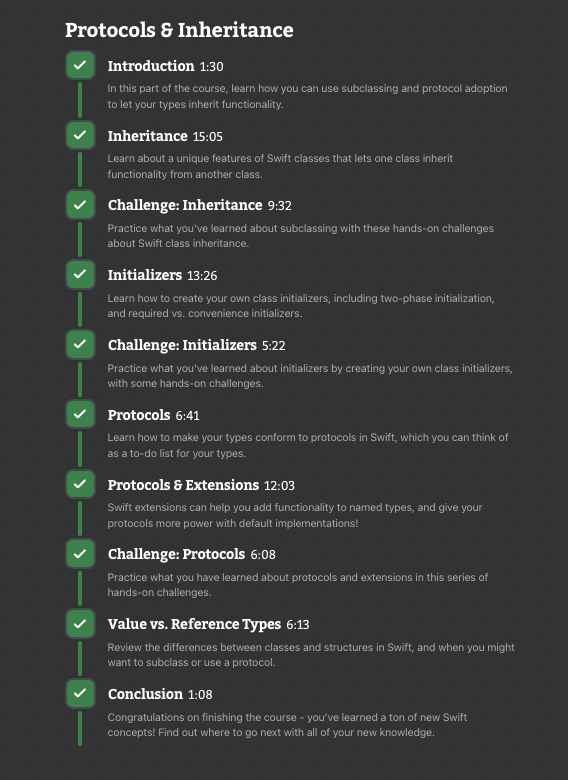 Protocols & Inheritance
Introduction 1:30
In this part of the course, learn how you can use subclassing and protocol adoption
to let your types inherit functionality.
Inheritance 15:05
Learn about a unique features of Swift classes that lets one class inherit
functionality from another class.
Challenge: Inheritance 9:32
Practice what you've learned about subclassing with these hands-on challenges
about Swift class inheritance.
Initializers 13:26
Learn how to create your own class initializers, including two-phase initialization,
and required vs. convenience initializers.
Challenge: Initializers 5:22
Practice what you've learned about initializers by creating your own class initializers,
with some hands-on challenges.
Protocols 6:41
Learn how to make your types conform to protocols in Swift, which you can think of
as a to-do list for your types.
Protocols & Extensions 12:03
Swift extensions can help you add functionality to named types, and give your
protocols more power with default implementations!
Challenge: Protocols 6:08
Practice what you have learned about protocols and extensions in this series of
hands-on challenges.
Value vs. Reference Types 6:13
Review the differences between classes and structures in Swift, and when you might
want to subclass or use a protocol.
Conclusion 1:08
Congratulations on finishing the course - you've learned a ton of new Swift
concepts! Find out where to go next with all of your new knowledge.